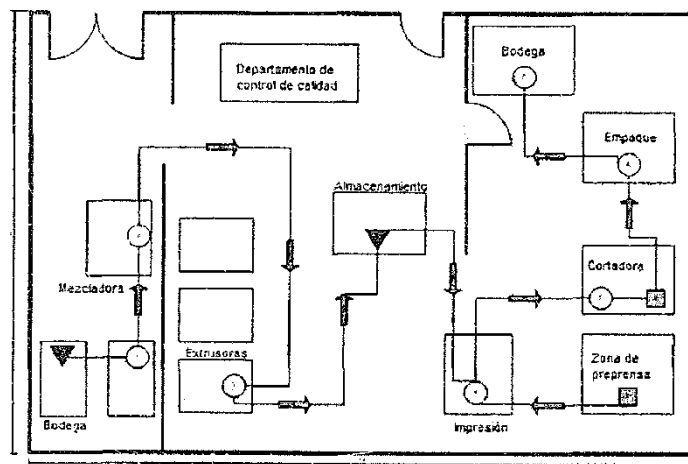 Departamento de
control de calidad
Bodega
Empaque
Almacenamiento
Cortadora
Mezcladora
Extrusoras
Zona de
preprensa
Bodega
Impresión